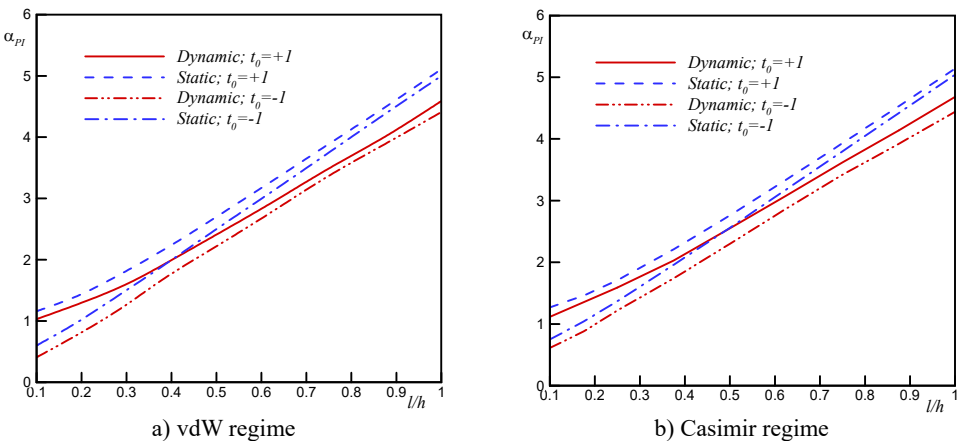 6
α_PI
5
4
3
2
1
0
Dynamic; t_0=+1
Static; t_0=+1
Dynamic; t_0=-1
Static; t_0=-1
0.1 0.2 0.3 0.4 0.5 0.6 0.7 0.8 0.9 1
l/h
a) vdW regime
6
α_PI
5
4
3
2
1
0
Dynamic; t_0=+1
Static; t_0=+1
Dynamic; t_0=-1
Static; t_0=-1
0.1 0.2 0.3 0.4 0.5 0.6 0.7 0.8 0.9 1
l/h
b) Casimir regime